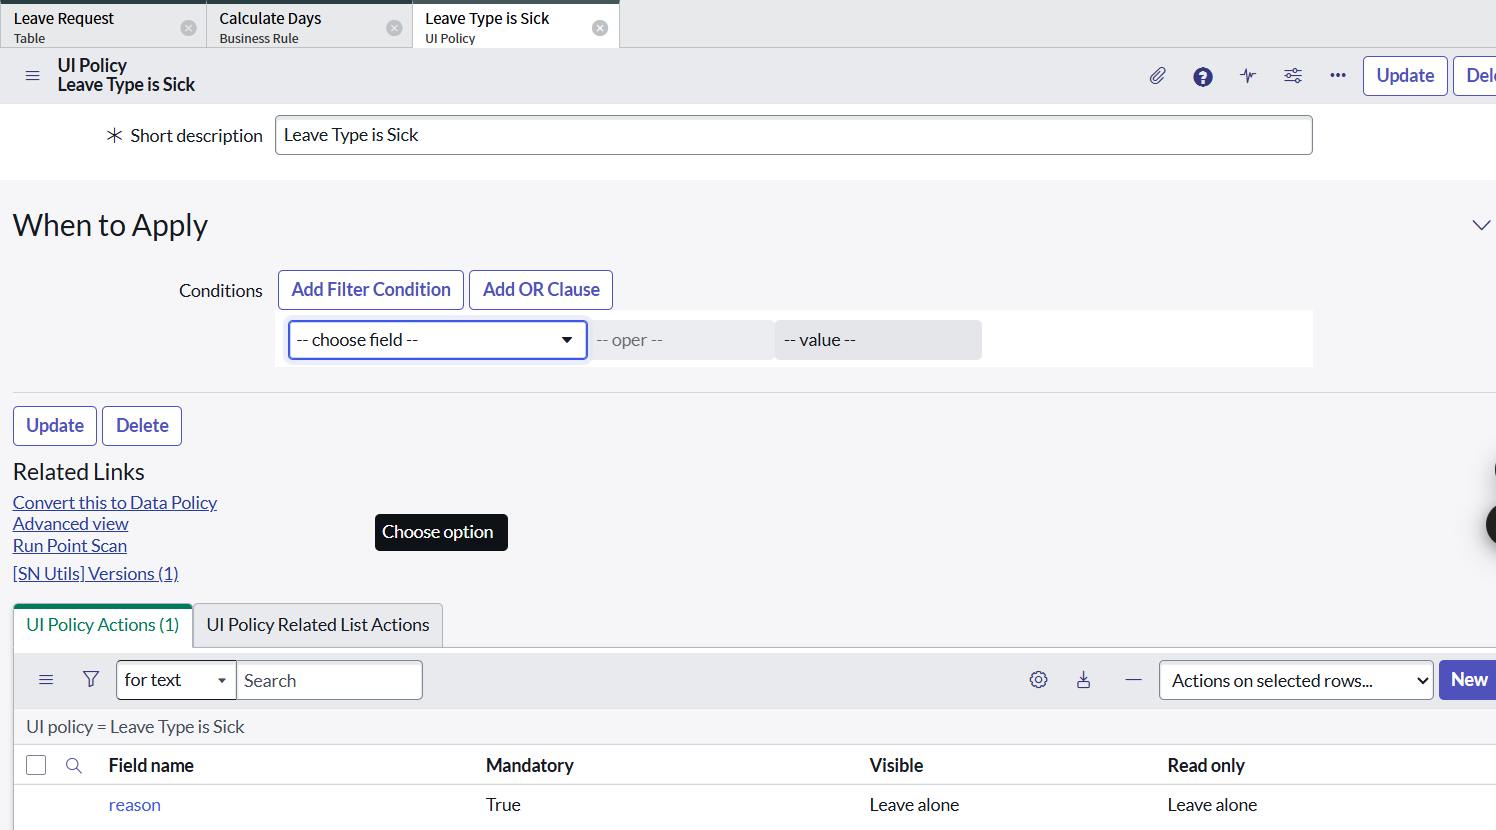 Leave Request
Table
Calculate Days
Business Rule
Leave Type is Sick
UI Policy
UI Policy
Leave Type is Sick
Update
Short description
Leave Type is Sick
When to Apply
Conditions
Add Filter Condition
Add OR Clause
-- choose field --
-- oper --
-- value --
Update
Delete
Related Links
Convert this to Data Policy
Advanced view
Run Point Scan
Choose option
[SN Utils] Versions (1)
UI Policy Actions (1)
UI Policy Related List Actions
for text
Search
Actions on selected rows...
New
UI policy = Leave Type is Sick
Field name
Mandatory
Visible
Read only
reason
True
Leave alone
Leave alone